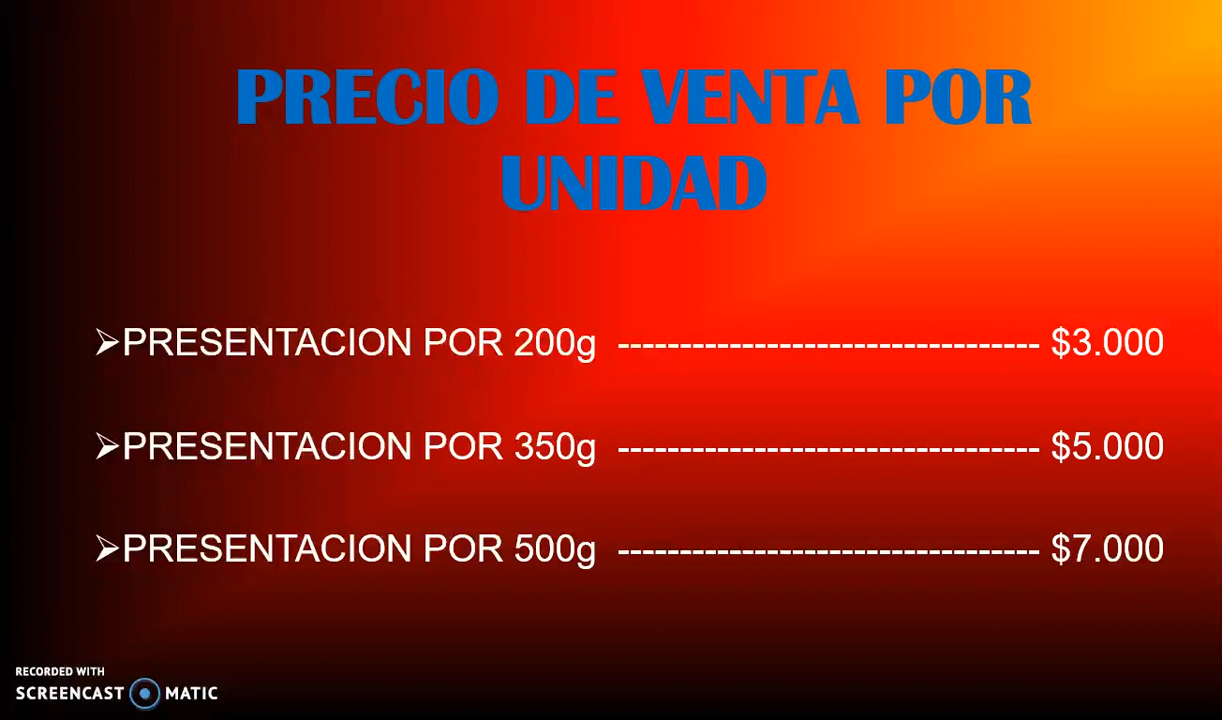 PRECIO DE VENTA POR
UNIDAD
➢PRESENTACION POR 200g ---------------------------------- $3.000
➢PRESENTACION POR 350g ---------------------------------- $5.000
➢PRESENTACION POR 500g ---------------------------------- $7.000
RECORDED WITH
SCREENCAST MATIC